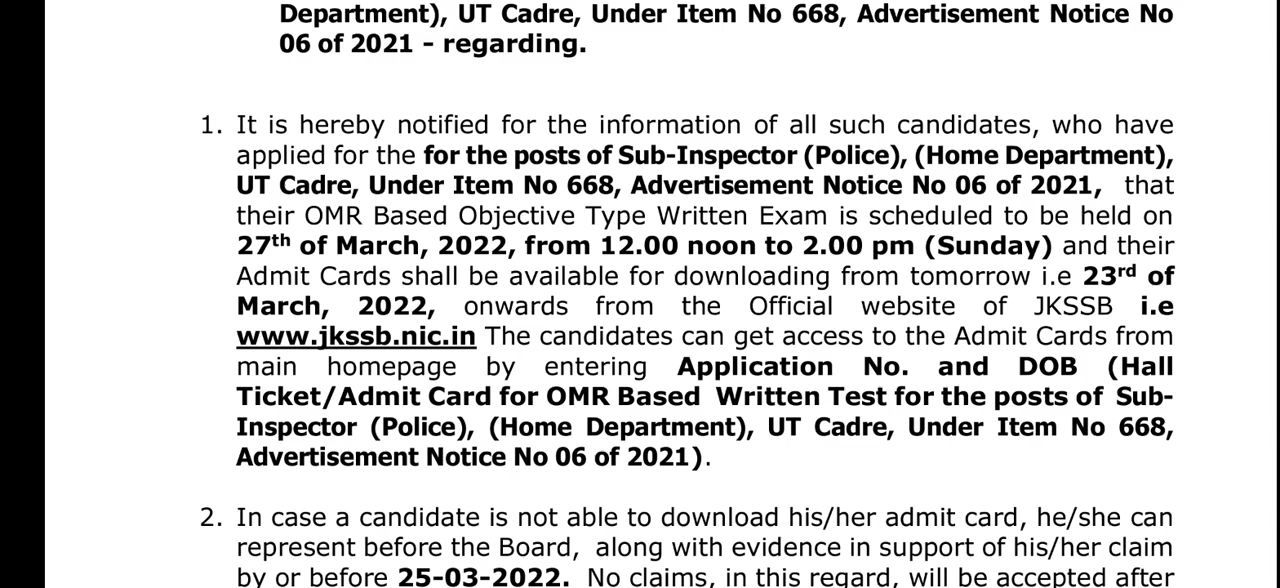 Department), UT Cadre, Under Item No 668, Advertisement Notice No
06 of 2021 - regarding.
1. It is hereby notified for the information of all such candidates, who have
applied for the for the posts of Sub-Inspector (Police), (Home Department),
UT Cadre, Under Item No 668, Advertisement Notice No 06 of 2021, that
their OMR Based Objective Type Written Exam is scheduled to be held on
27th of March, 2022, from 12.00 noon to 2.00 pm (Sunday) and their
Admit Cards shall be available for downloading from tomorrow i.e 23rd of
March, 2022, onwards from the Official website of JKSSB i.e
www.jkssb.nic.in The candidates can get access to the Admit Cards from
main homepage by entering Application No. and DOB (Hall
Ticket/Admit Card for OMR Based Written Test for the posts of Sub-
Inspector (Police), (Home Department), UT Cadre, Under Item No 668,
Advertisement Notice No 06 of 2021).
2. In case a candidate is not able to download his/her admit card, he/she can
represent before the Board, along with evidence in support of his/her claim
by or before 25-03-2022. No claims, in this regard, will be accepted after